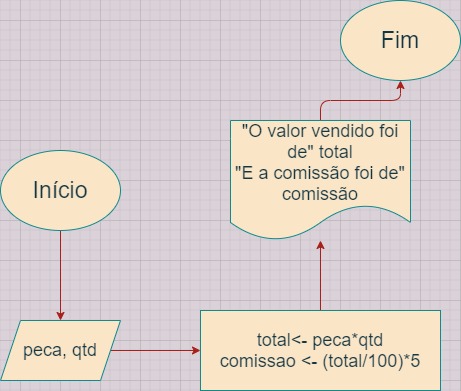 Início
peca, qtd
total<- peca*qtd
comissao <- (total/100)*5
"O valor vendido foi
de" total
"E a comissão foi de"
comissão
Fim